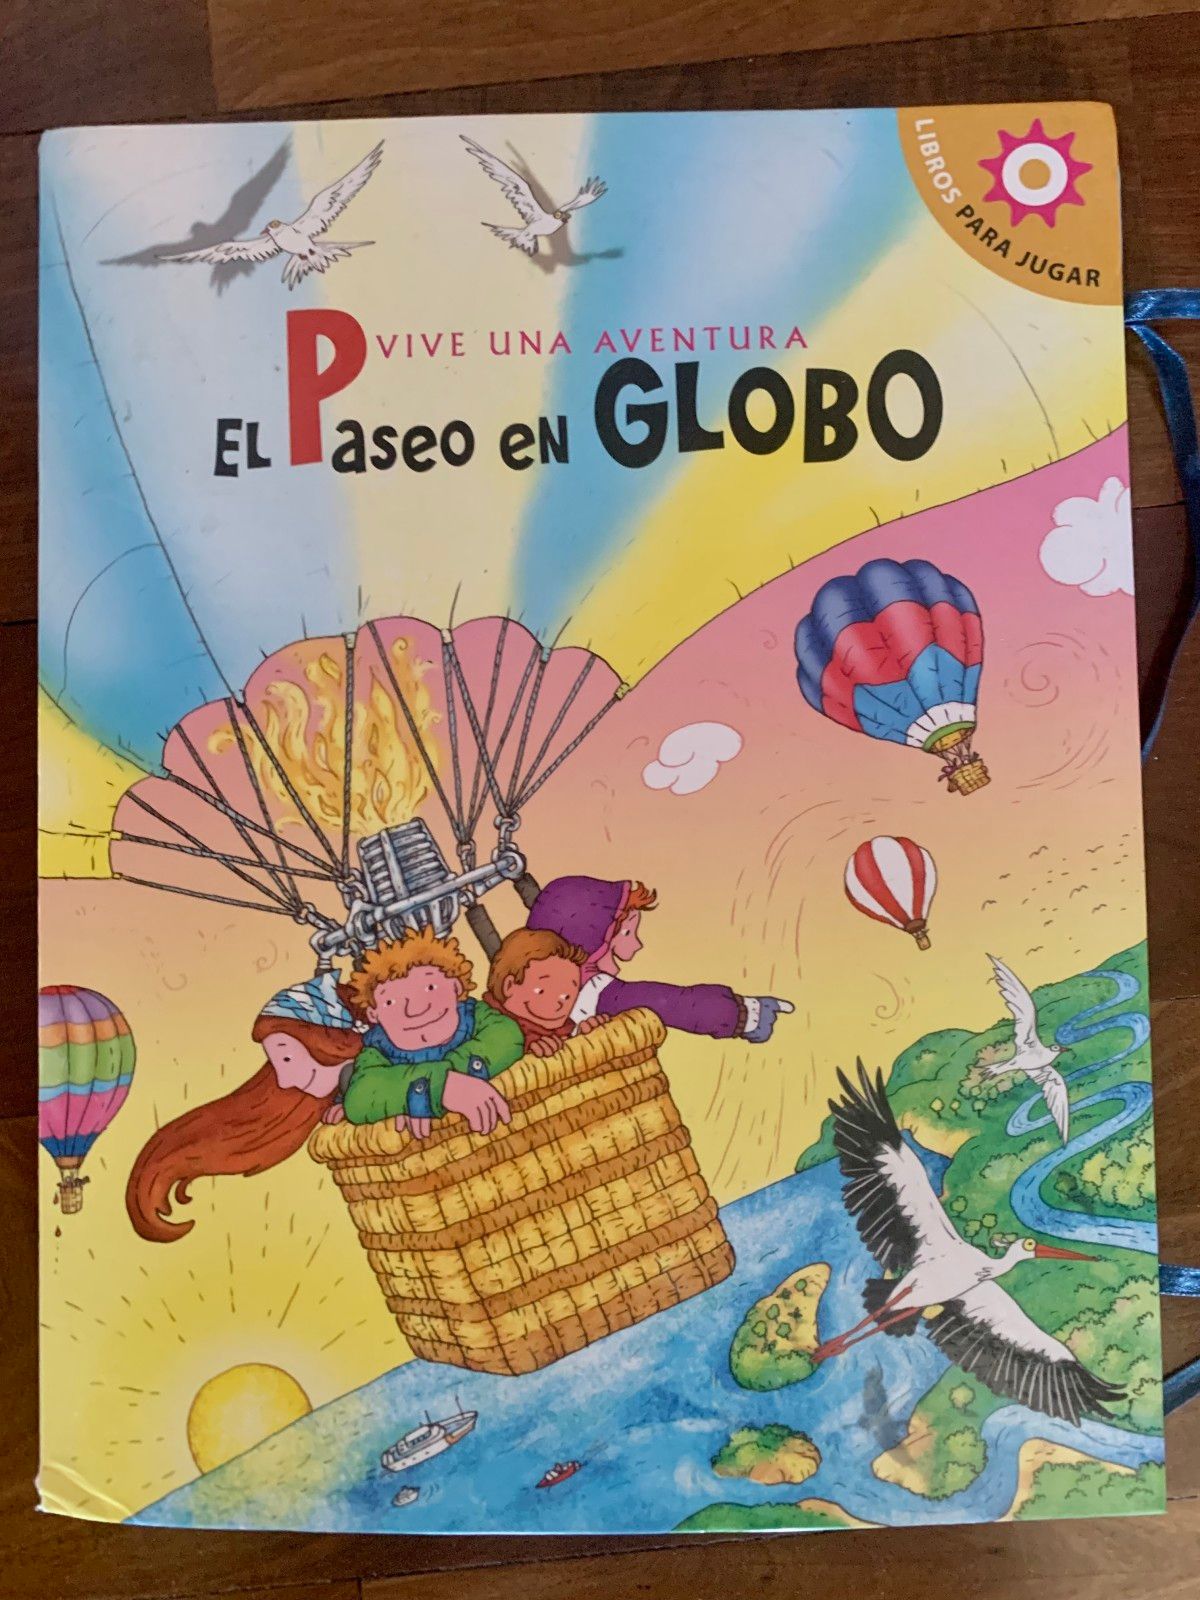 LIBROS PARA JUGAR
VIVE UNA AVENTURA
EL PASEO EN GLOBO